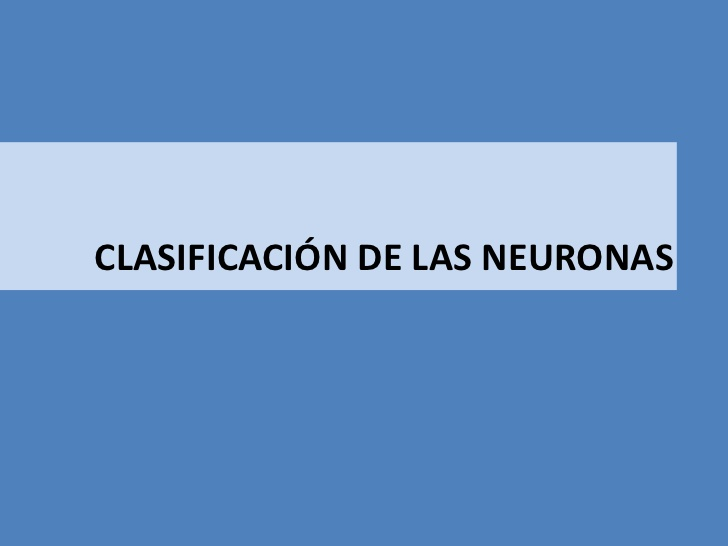 CLASIFICACIÓN DE LAS NEURONAS